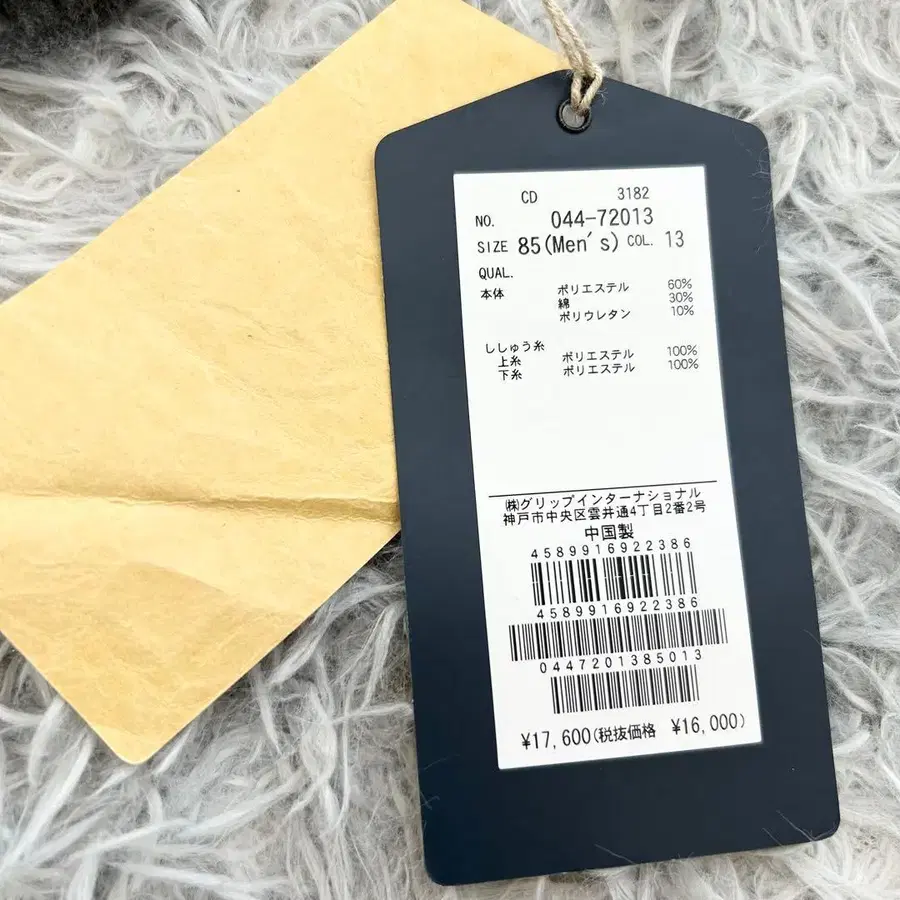 CD 3182
NO. 044-72013
SIZE 85(Men's) COL. 13
QUAL.
本体 ポリエステル 60%
綿 30%
ポリウレタン 10%
ししゅう糸
上糸 ポリエステル 100%
下糸 ポリエステル 100%
㈱グリップインターナショナル
神戸市中央区雲井通4丁目2番2号
中国製
4589916922386
4589916922386
0447201385013
¥17,600(税抜価格 ¥16,000)